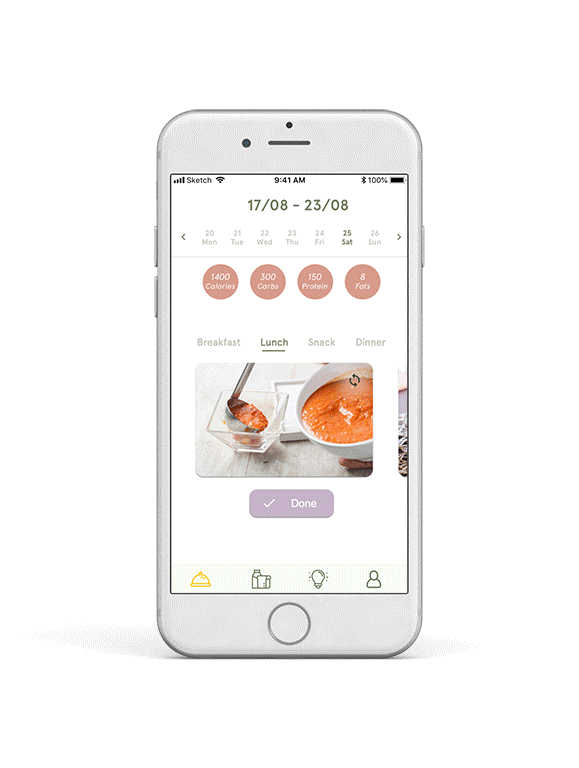 Sketch 9:41 AM 100%
17/08 - 23/08
20 21 22 23 24 25 26
Mon Tue Wed Thu Fri Sat Sun
1400 300 150 8
Calories Carbs Protein Fats
Breakfast Lunch Snack Dinner
Done